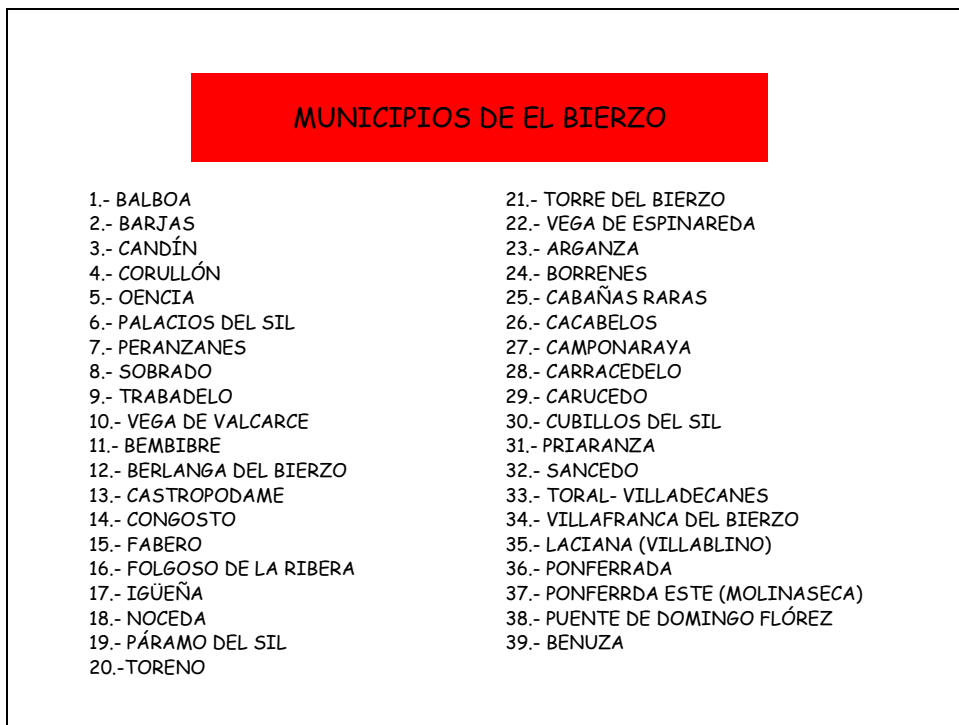 MUNICIPIOS DE EL BIERZO
1.- BALBOA
2.- BARJAS
3.- CANDÍN
4.- CORULLÓN
5.- OENCIA
6.- PALACIOS DEL SIL
7.- PERANZANES
8.- SOBRADO
9.- TRABADELO
10.- VEGA DE VALCARCE
11.- BEMBIBRE
12.- BERLANGA DEL BIERZO
13.- CASTROPODAME
14.- CONGOSTO
15.- FABERO
16.- FOLGOSO DE LA RIBERA
17.- IGÜEÑA
18.- NOCEDA
19.- PÁRAMO DEL SIL
20.-TORENO
21.- TORRE DEL BIERZO
22.- VEGA DE ESPINAREDA
23.- ARGANZA
24.- BORRENES
25.- CABAÑAS RARAS
26.- CACABELOS
27.- CAMPONARAYA
28.- CARRACEDELO
29.- CARUCEDO
30.- CUBILLOS DEL SIL
31.- PRIARANZA
32.- SANCEDO
33.- TORAL- VILLADECANES
34.- VILLAFRANCA DEL BIERZO
35.- LACIANA (VILLABLINO)
36.- PONFERRADA
37.- PONFERRDA ESTE (MOLINASECA)
38.- PUENTE DE DOMINGO FLÓREZ
39.- BENUZA